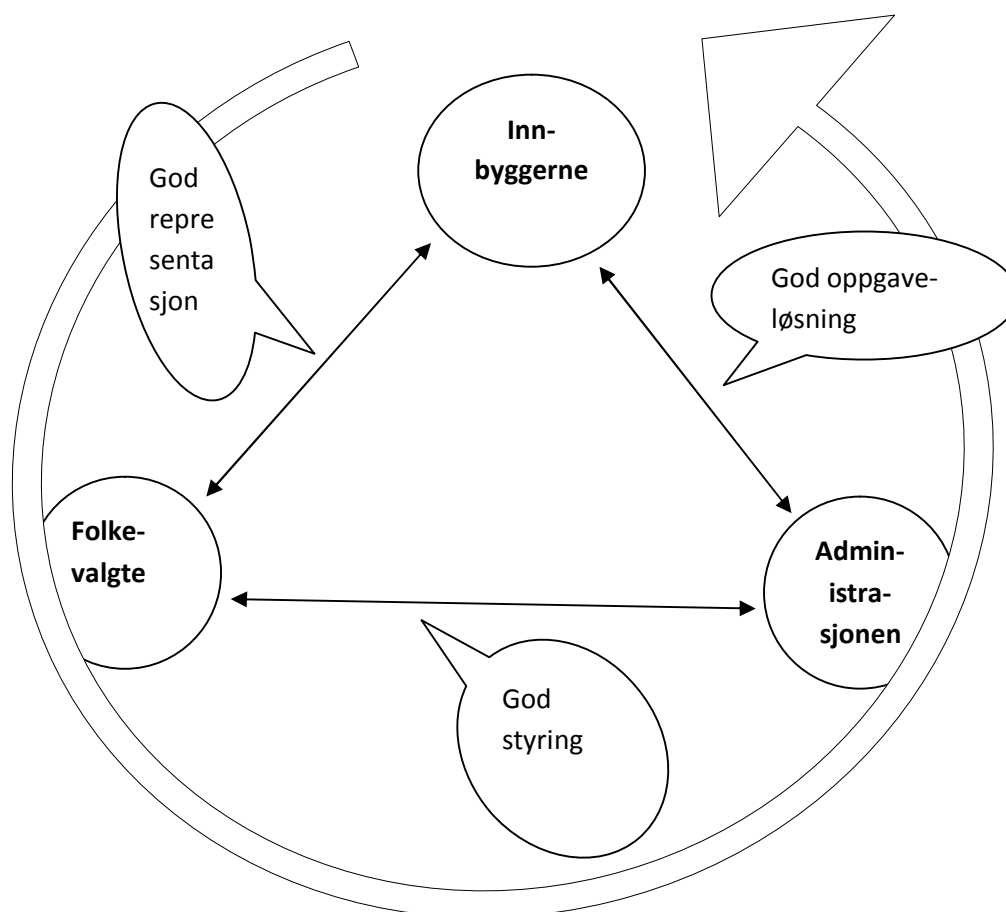 Inn-
byggerne
God
repre
senta
sjon
God oppgave-
løsning
Folke-
valgte
Admin-
istra-
sjonen
God
styring